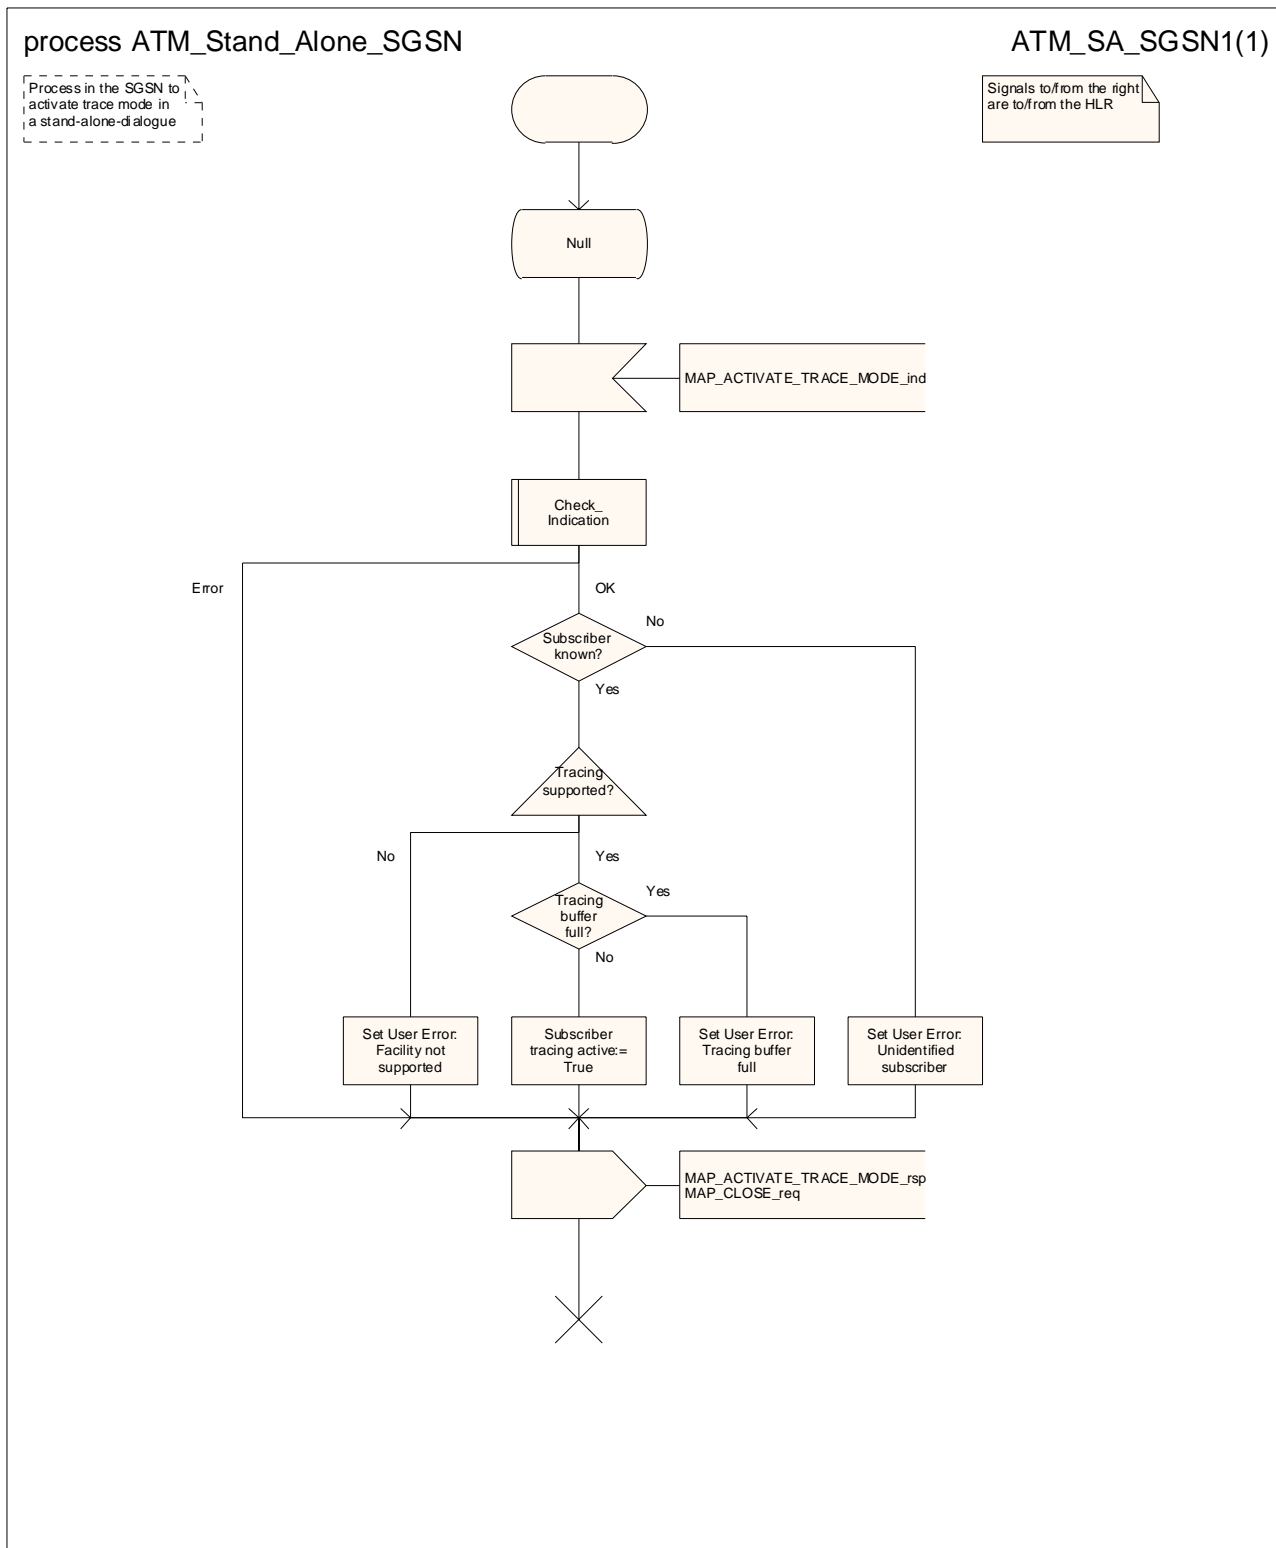 process ATM_Stand_Alone_SGSN
ATM_SA_SGSN1(1)
Process in the SGSN to
activate trace mode in
a stand-alone-dialogue
Signals to/from the right
are to/from the HLR
Null
MAP_ACTIVATE_TRACE_MODE_ind
Check_
Indication
Error
OK
No
Subscriber
known?
Yes
Tracing
supported?
No
Yes
Yes
Tracing
buffer
full?
No
Set User Error:
Facility not
supported
Subscriber
tracing active:=
True
Set User Error:
Tracing buffer
full
Set User Error:
Unidentified
subscriber
MAP_ACTIVATE_TRACE_MODE_rsp
MAP_CLOSE_req